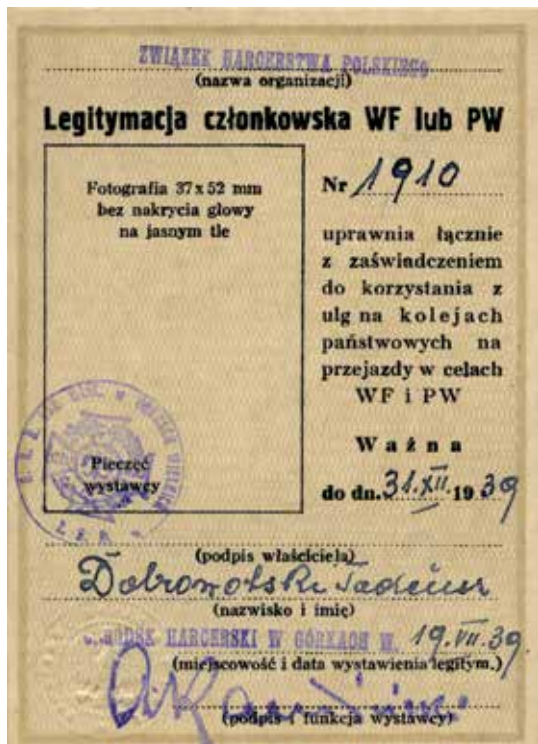 ZWIĄZEK HARCERSTWA POLSKIEGO
(nazwa organizacji)
Legitymacja członkowska WF lub PW
Fotografia 37 x 52 mm
bez nakrycia głowy
na jasnym tle
Pieczęć
wystawcy
Nr 1910
uprawnia łącznie
z zaświadczeniem
do korzystania z
ulg na kolejach
państwowych na
przejazdy w celach
WF i PW
Ważna
do dn. 31.XII. 1939
(podpis właściciela)
Dobrowolski Tadeusz
(nazwisko i imię)
OŚRODEK HARCERSKI W GÓRKACH W. 19.VII.39.
(miejscowość i data wystawienia legitym.)
(podpis i funkcja wystawcy)